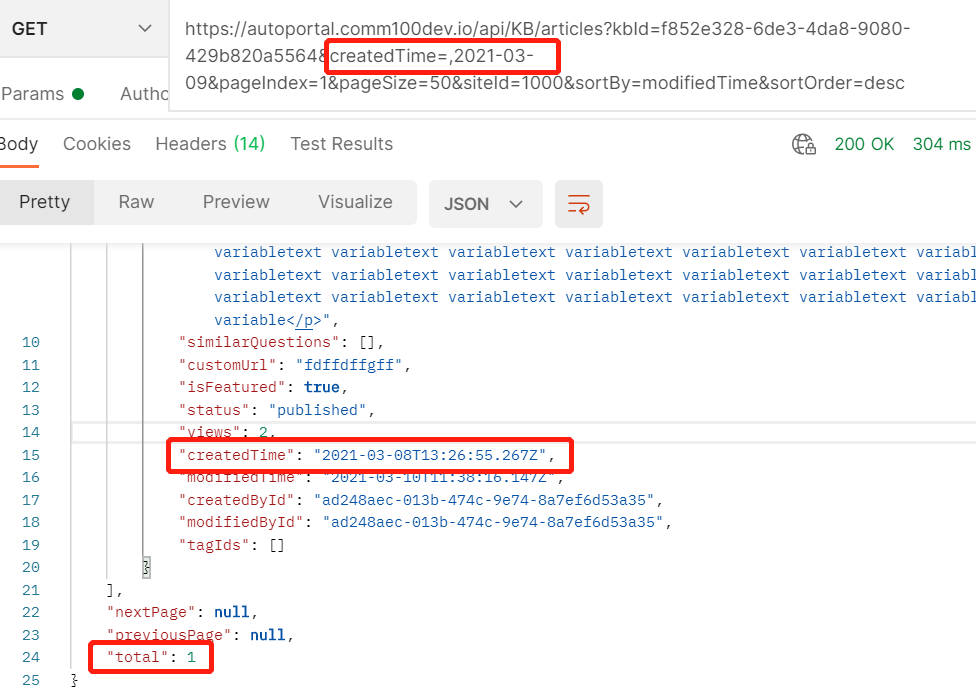 GET
https://autoportal.comm100dev.io/api/KB/articles?kbId=f852e328-6de3-4da8-9080-
429b820a5564&createdTime=,2021-03-
09&pageIndex=1&pageSize=50&siteId=1000&sortBy=modifiedTime&sortOrder=desc
Params Autho
Body Cookies Headers (14) Test Results 200 OK 304 ms
Pretty Raw Preview Visualize JSON
variabletext variabletext variabletext variabletext variabletext variabletext variabl
variabletext variabletext variabletext variabletext variabletext variabletext variabl
variabletext variabletext variabletext variabletext variabletext variabletext variabl
variable</p>",
10 "similarQuestions": [],
11 "customUrl": "fdffdffgff",
12 "isFeatured": true,
13 "status": "published",
14 "views": 2,
15 "createdTime": "2021-03-08T13:26:55.267Z",
16 "modifiedTime": "2021-03-10T11:38:16.147Z",
17 "createdById": "ad248aec-013b-474c-9e74-8a7ef6d53a35",
18 "modifiedById": "ad248aec-013b-474c-9e74-8a7ef6d53a35",
19 "tagIds": []
20 }
21 ],
22 "nextPage": null,
23 "previousPage": null,
24 "total": 1
25 }